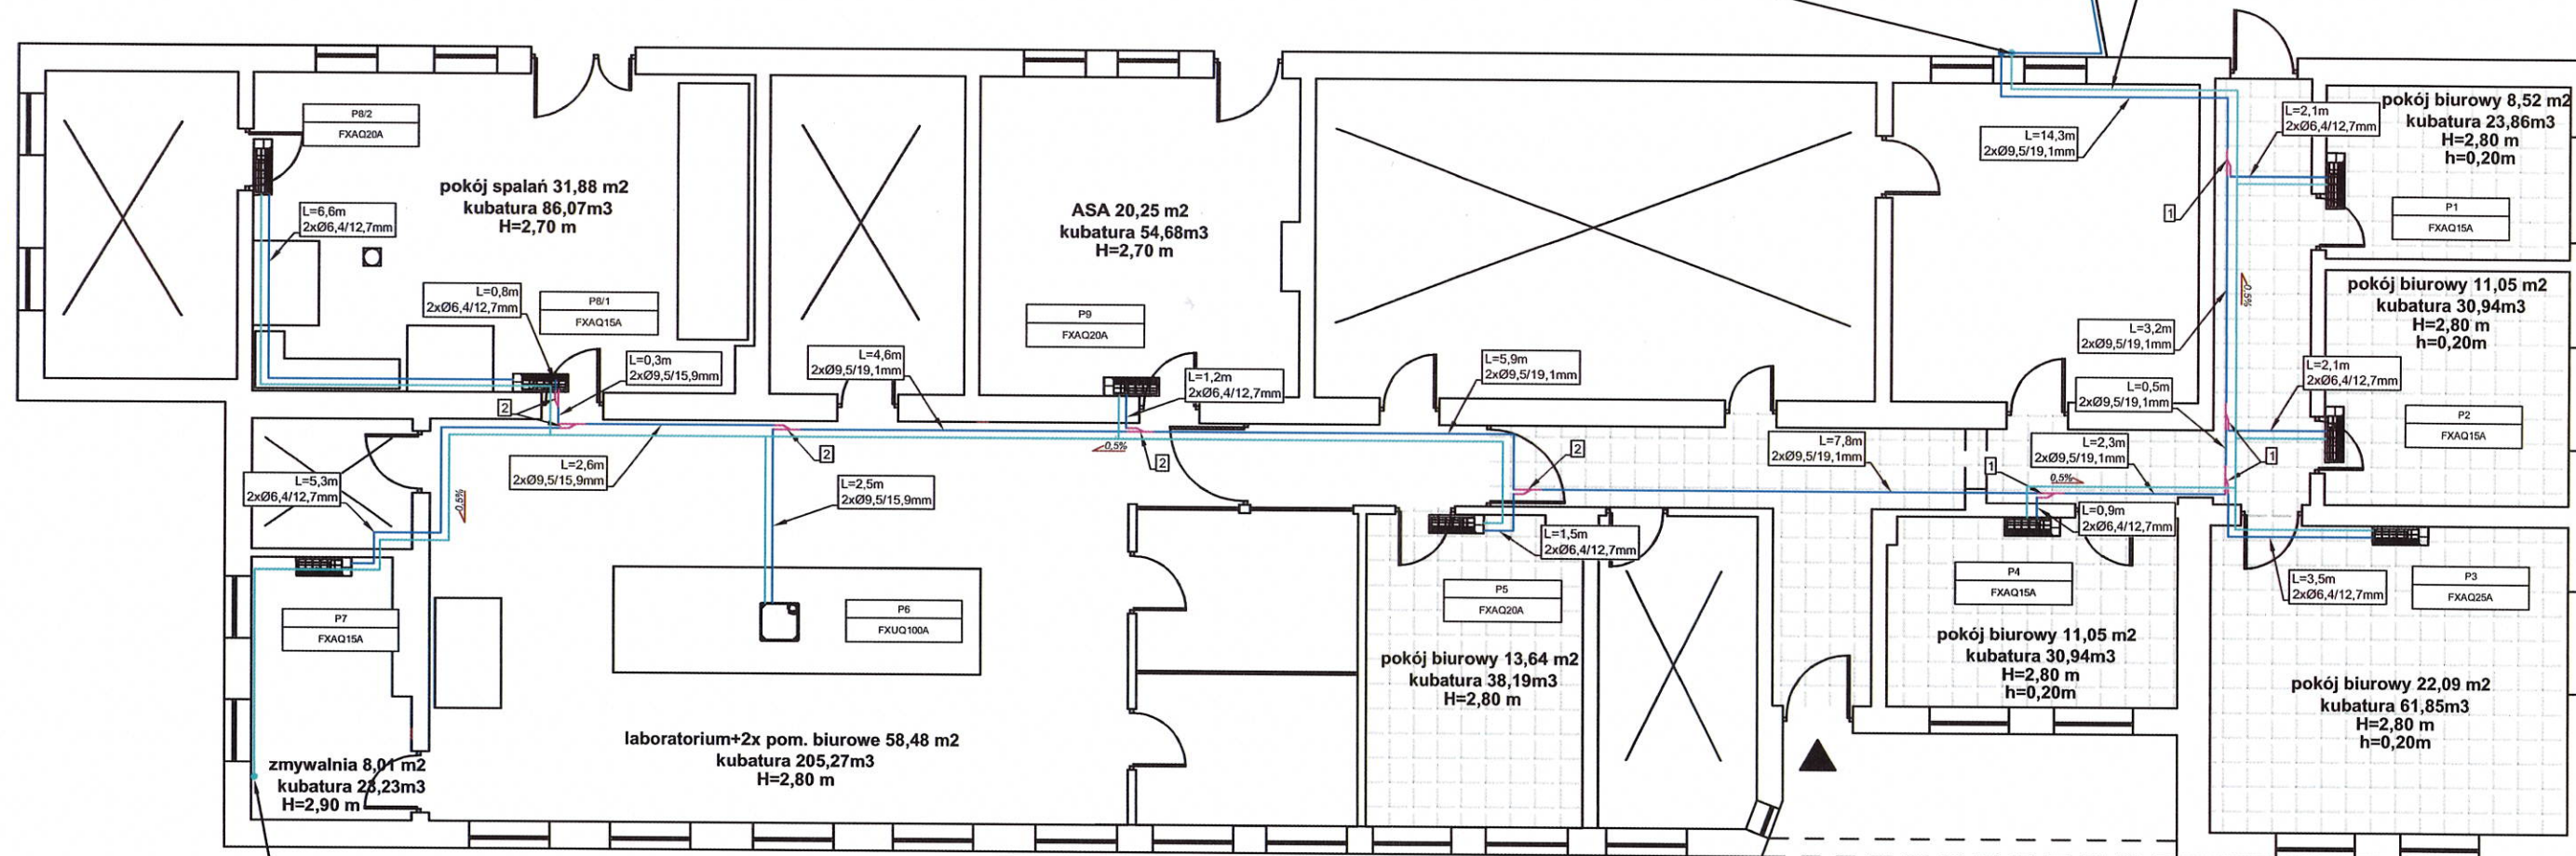 P8/2
FXAQ20A
pokój spalań 31,88 m2
kubatura 86,07m3
H=2,70 m
L=6,6m
2xØ6,4/12,7mm
L=0,8m
2xØ6,4/12,7mm
P8/1
FXAQ15A
L=0,3m
2xØ9,5/15,9mm
2
L=4,6m
2xØ9,5/19,1mm
ASA 20,25 m2
kubatura 54,68m3
H=2,70 m
P9
FXAQ20A
L=1,2m
2xØ6,4/12,7mm
L=5,9m
2xØ9,5/19,1mm
L=14,3m
2xØ9,5/19,1mm
L=2,1m
2xØ6,4/12,7mm
pokój biurowy 8,52 m2
kubatura 23,86m3
H=2,80 m
h=0,20m
P1
FXAQ15A
1
0,5%
L=3,2m
2xØ9,5/19,1mm
pokój biurowy 11,05 m2
kubatura 30,94m3
H=2,80 m
h=0,20m
L=2,1m
2xØ6,4/12,7mm
P2
FXAQ15A
L=0,5m
2xØ9,5/19,1mm
L=7,8m
2xØ9,5/19,1mm
L=2,3m
2xØ9,5/19,1mm
1
0,5%
1
L=0,9m
2xØ6,4/12,7mm
L=5,3m
2xØ6,4/12,7mm
0,5%
L=2,6m
2xØ9,5/15,9mm
2
L=2,5m
2xØ9,5/15,9mm
0,5%
2
2
L=1,5m
2xØ6,4/12,7mm
P7
FXAQ15A
P6
FXUQ100A
P5
FXAQ20A
P4
FXAQ15A
L=3,5m
2xØ6,4/12,7mm
P3
FXAQ25A
pokój biurowy 13,64 m2
kubatura 38,19m3
H=2,80 m
pokój biurowy 11,05 m2
kubatura 30,94m3
H=2,80 m
h=0,20m
pokój biurowy 22,09 m2
kubatura 61,85m3
H=2,80 m
h=0,20m
zmywalnia 8,01 m2
kubatura 23,23m3
H=2,90 m
laboratorium+2x pom. biurowe 58,48 m2
kubatura 205,27m3
H=2,80 m